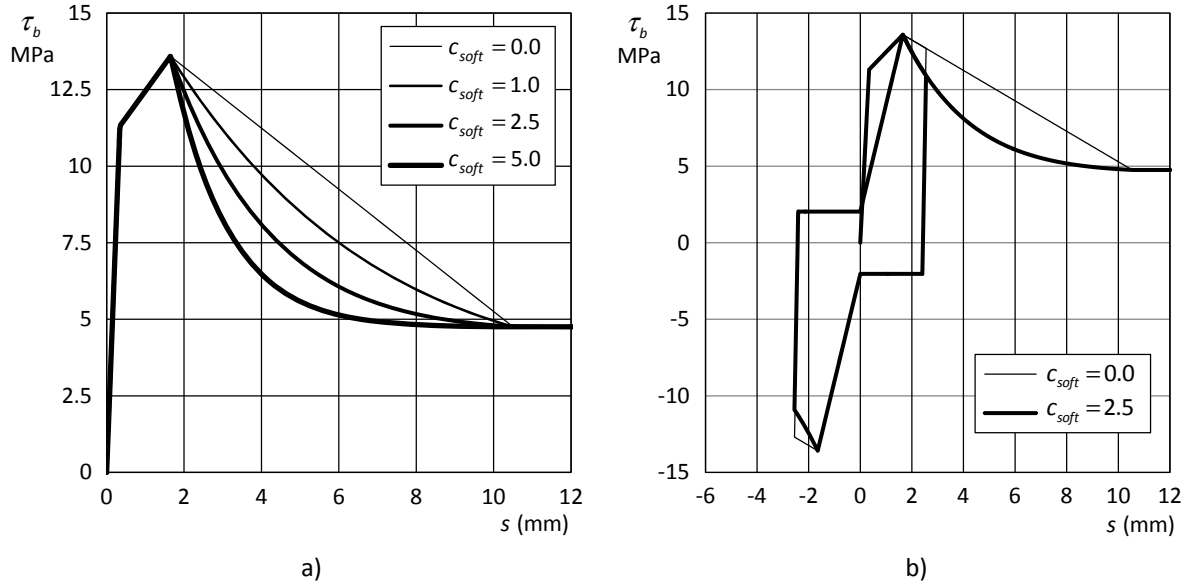 τb
MPa
15
12.5
10
7.5
5
2.5
0
0 2 4 6 8 10 12
s (mm)
csoft = 0.0
csoft = 1.0
csoft = 2.5
csoft = 5.0
a)
τb
MPa
15
10
5
0
-5
-10
-15
-6 -4 -2 0 2 4 6 8 10 12
s (mm)
csoft = 0.0
csoft = 2.5
b)